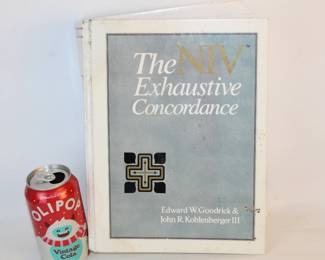 The NIV
Exhaustive
Concordance
Edward W. Goodrick &
John R. Kohlenberger III
OLIPOP
Vintage
Cola